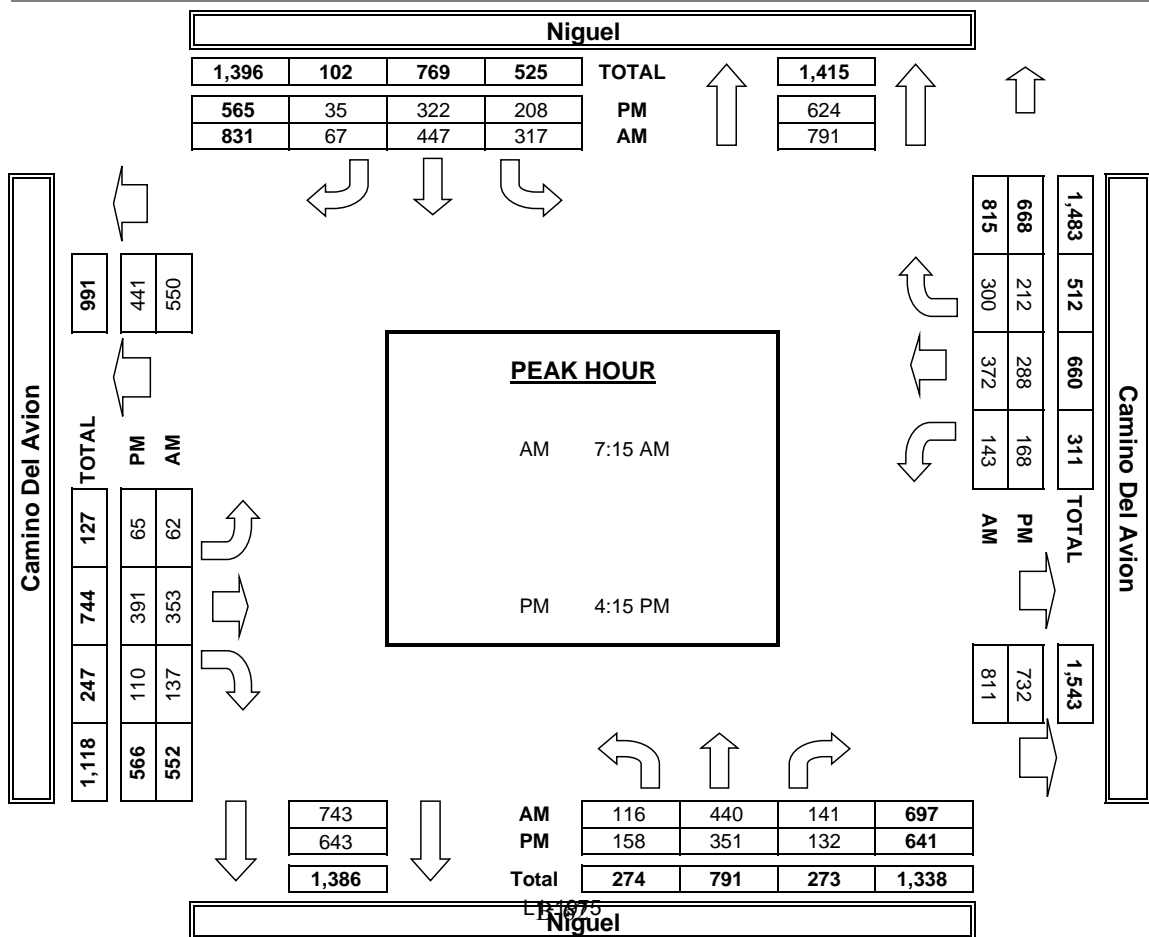 Niguel
1,396 102 769 525 TOTAL 1,415
565 35 322 208 PM 624
831 67 447 317 AM 791
Camino Del Avion
991 441 550
TOTAL PM AM
127 65 62
744 391 353
247 110 137
1,118 566 552
PEAK HOUR
AM 7:15 AM
PM 4:15 PM
815 668 1,483
300 212 512
372 288 660
143 168 311
AM PM TOTAL
811 732 1,543
Camino Del Avion
743 AM 116 440 141 697
643 PM 158 351 132 641
1,386 Total 274 791 273 1,338
Niguel